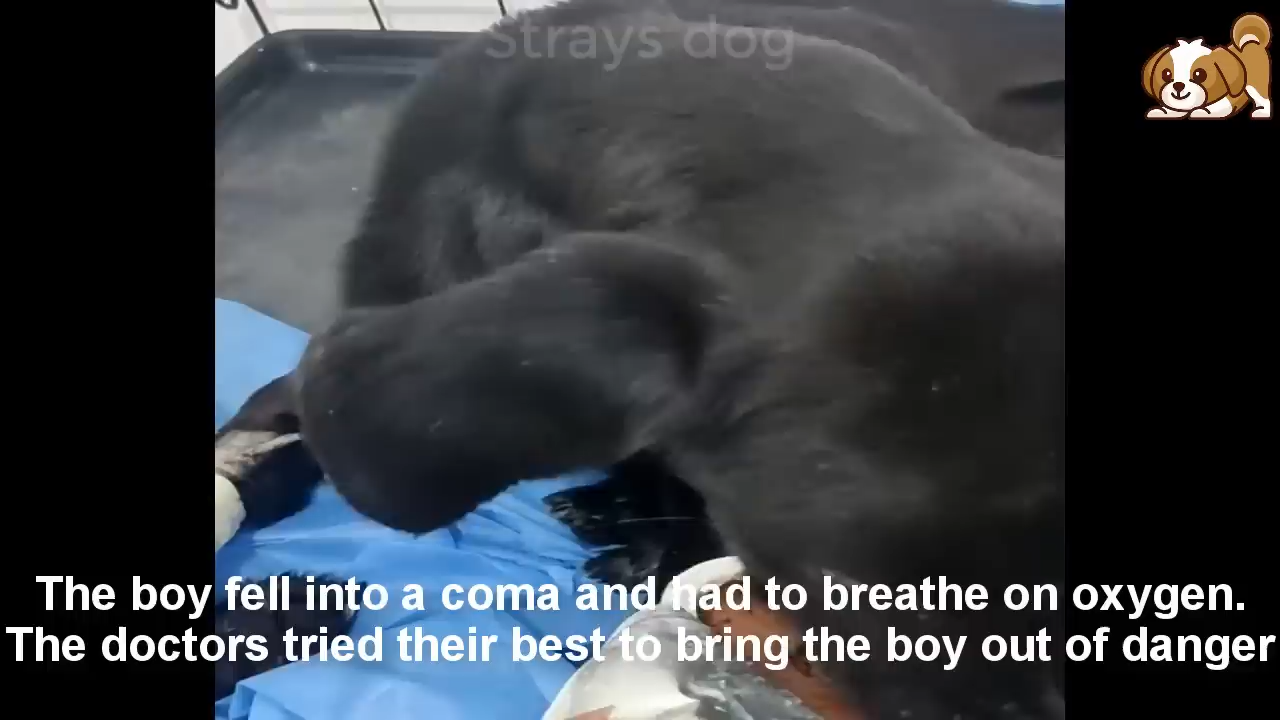 Strays dog
The boy fell into a coma and had to breathe on oxygen.
The doctors tried their best to bring the boy out of danger